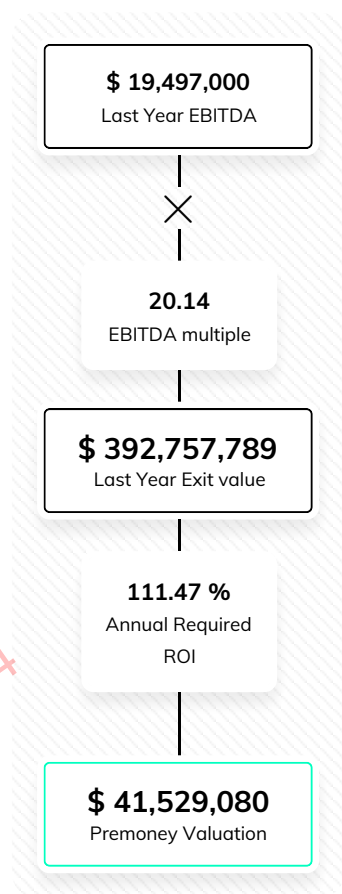 $ 19,497,000
Last Year EBITDA
20.14
EBITDA multiple
$ 392,757,789
Last Year Exit value
111.47 %
Annual Required
ROI
$ 41,529,080
Premoney Valuation